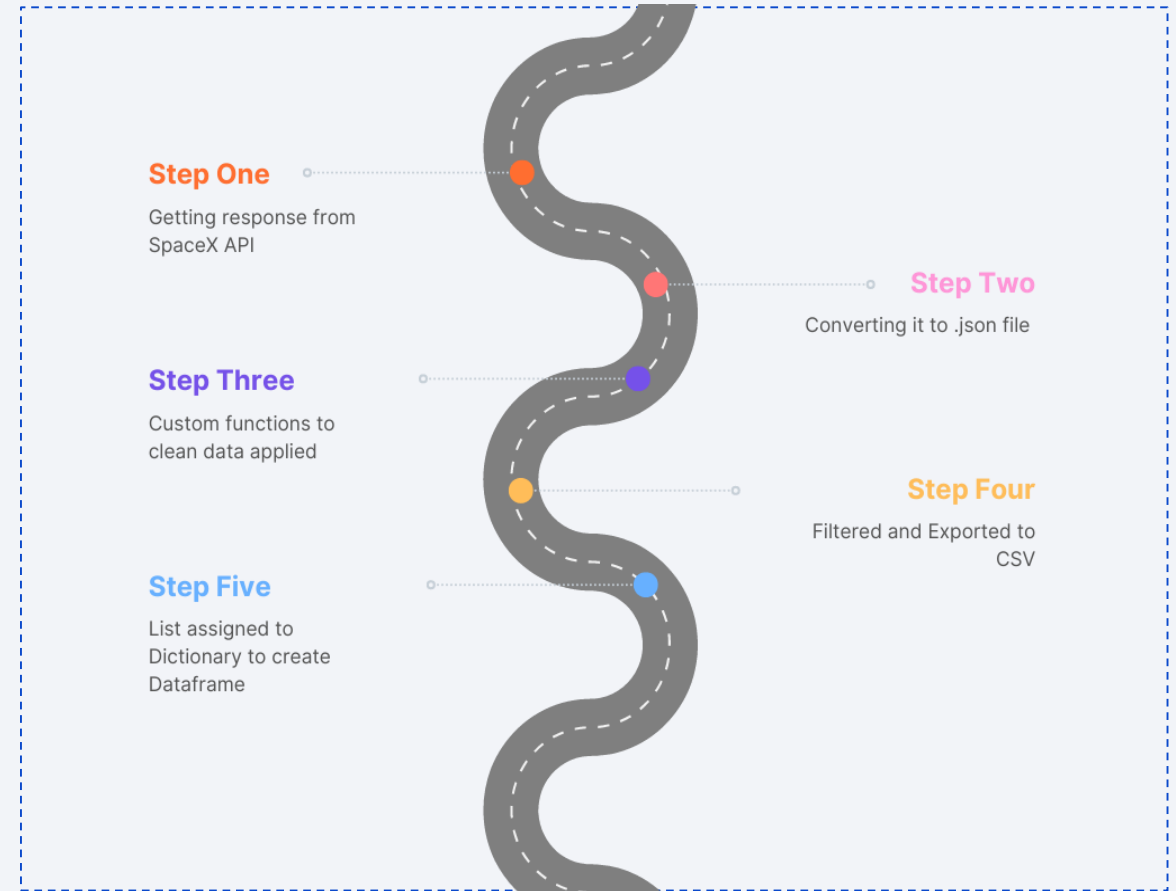 Step One
Getting response from
SpaceX API
Step Two
Converting it to .json file
Step Three
Custom functions to
clean data applied
Step Four
Filtered and Exported to
CSV
Step Five
List assigned to
Dictionary to create
Dataframe